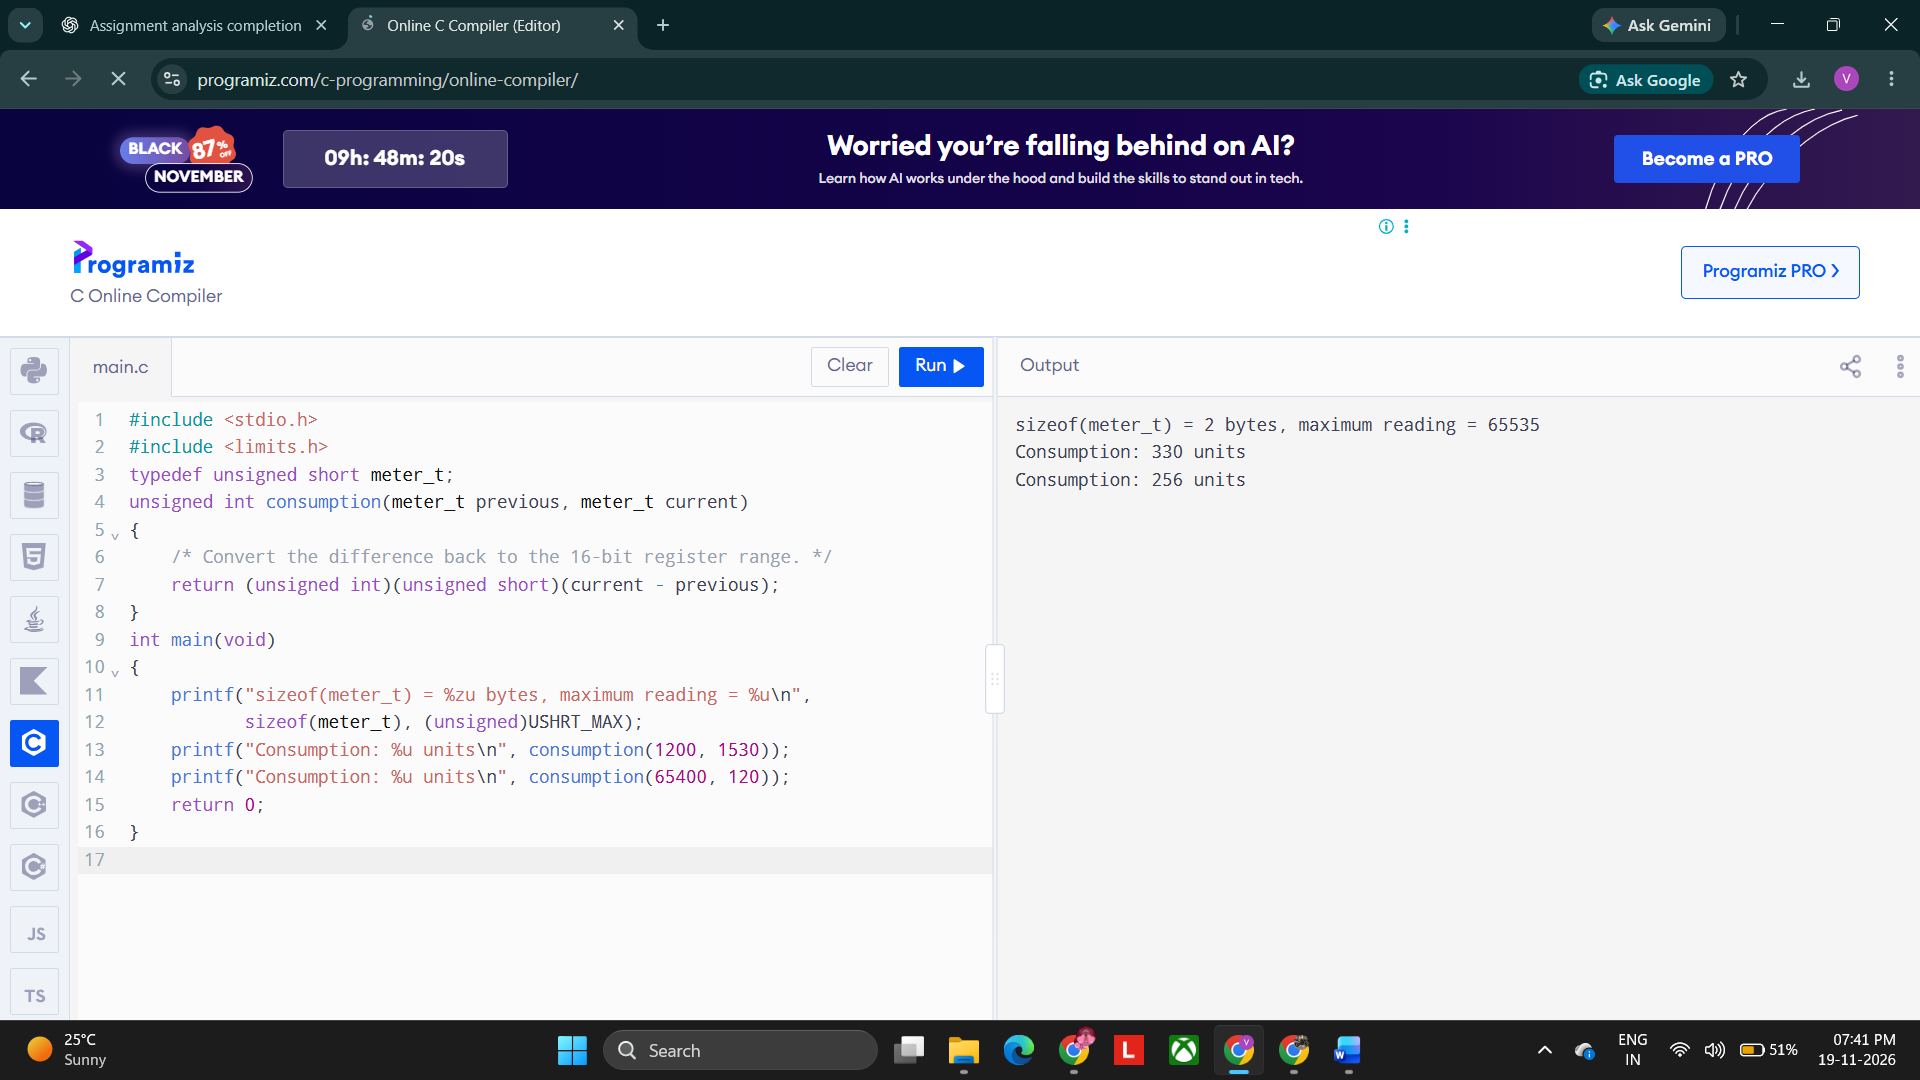 Assignment analysis completion
Online C Compiler (Editor)
Ask Gemini
programiz.com/c-programming/online-compiler/
Ask Google
V
BLACK 87% OFF
NOVEMBER
09h: 48m: 20s
Worried you’re falling behind on AI?
Learn how AI works under the hood and build the skills to stand out in tech.
Become a PRO
Programiz
C Online Compiler
Programiz PRO
main.c
Clear
Run
Output
1 #include <stdio.h>
2 #include <limits.h>
3 typedef unsigned short meter_t;
4 unsigned int consumption(meter_t previous, meter_t current)
5 {
6     /* Convert the difference back to the 16-bit register range. */
7     return (unsigned int)(unsigned short)(current - previous);
8 }
9 int main(void)
10 {
11     printf("sizeof(meter_t) = %zu bytes, maximum reading = %u\n",
12            sizeof(meter_t), (unsigned)USHRT_MAX);
13     printf("Consumption: %u units\n", consumption(1200, 1530));
14     printf("Consumption: %u units\n", consumption(65400, 120));
15     return 0;
16 }
17
sizeof(meter_t) = 2 bytes, maximum reading = 65535
Consumption: 330 units
Consumption: 256 units
JS
TS
25°C
Sunny
Search
L
V
W
ENG
IN
51%
07:41 PM
19-11-2026